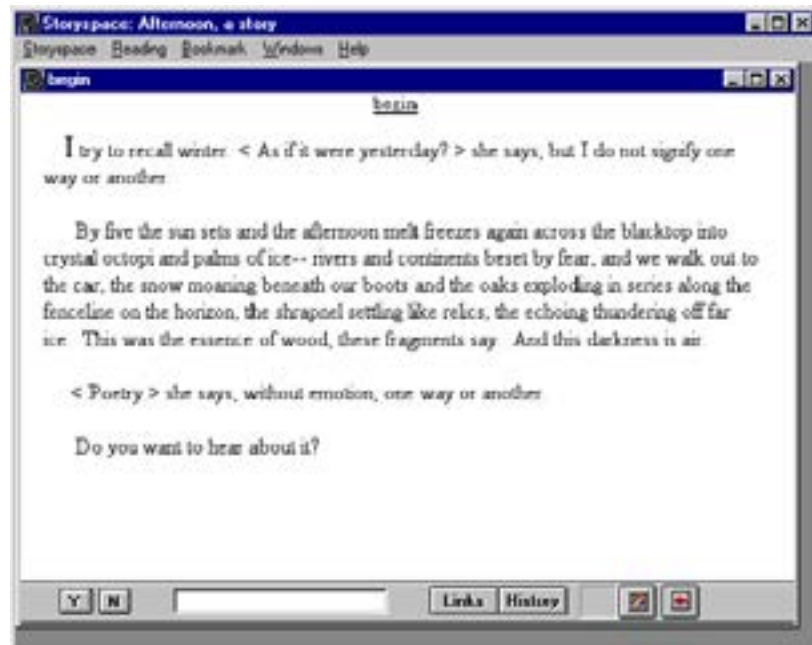 Storyspace: Afternoon, a story
Storyspace Reading Bookmark Windows Help
begin
begin
I try to recall winter. < As if it were yesterday? > she says, but I do not signify one
way or another.
By five the sun sets and the afternoon melt freezes again across the blacktop into
crystal octopi and palms of ice-- rivers and continents beset by fear, and we walk out to
the car, the snow moaning beneath our boots and the oaks exploding in series along the
fenceline on the horizon, the shrapnel settling like relics, the echoing thundering off far
ice. This was the essence of wood, these fragments say. And this darkness is air.
< Poetry > she says, without emotion, one way or another.
Do you want to hear about it?
Y N Links History